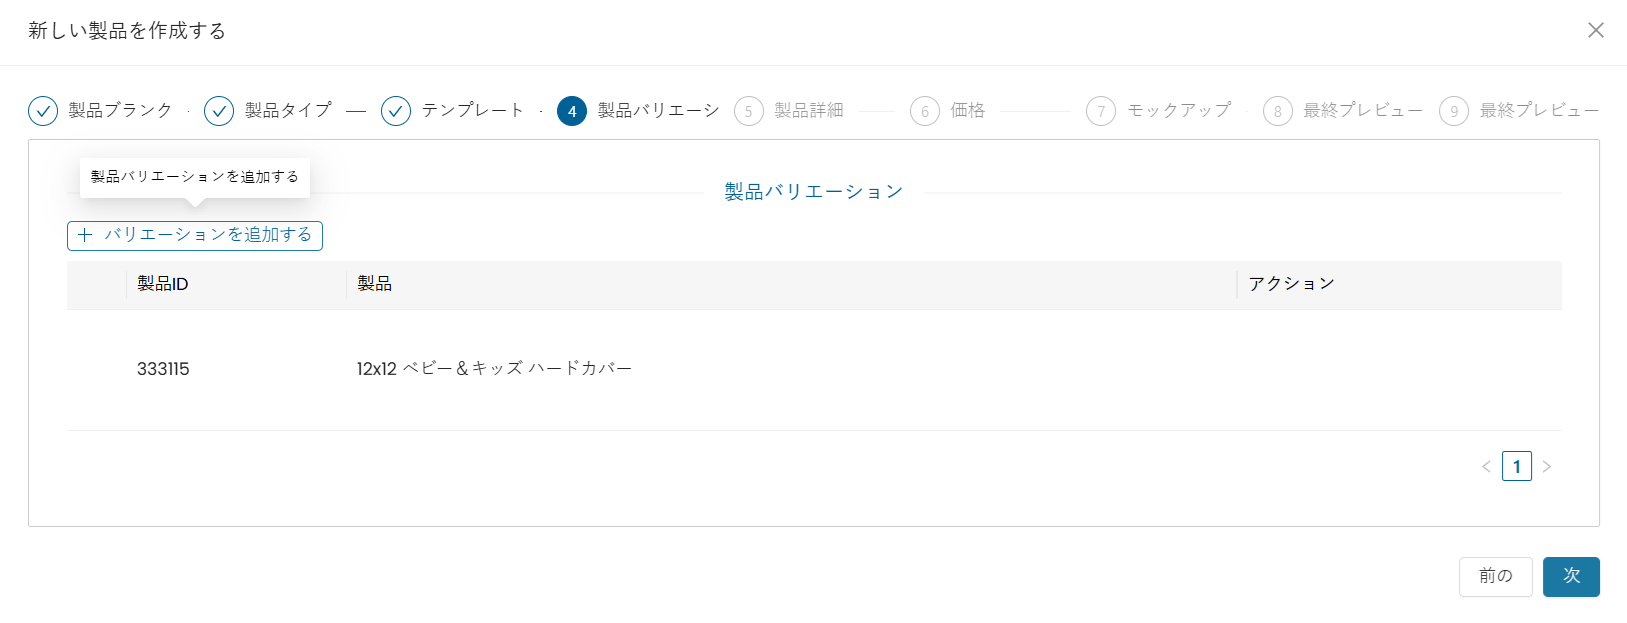 新しい製品を作成する
製品ブランク 製品タイプ テンプレート 4 製品バリエーシ 5 製品詳細 6 価格 7 モックアップ 8 最終プレビュー 9 最終プレビュー
製品バリエーションを追加する
製品バリエーション
+ バリエーションを追加する
製品ID 製品 アクション
333115 12x12 ベビー＆キッズ ハードカバー
< 1 >
前の 次